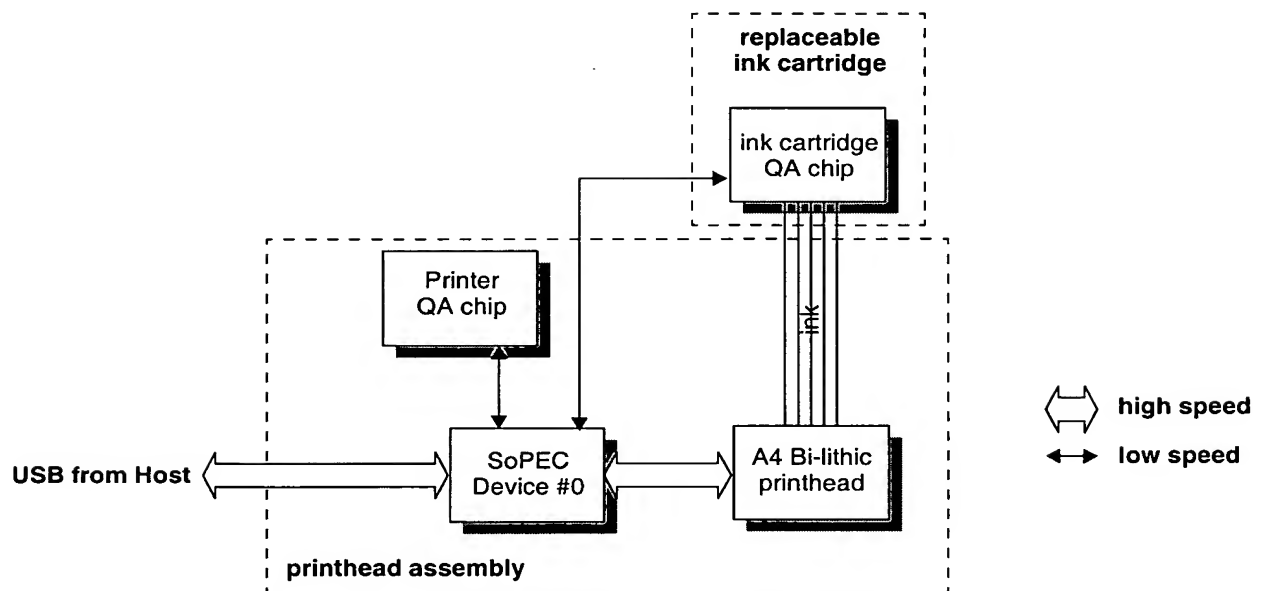 replaceable
ink cartridge
ink cartridge
QA chip
Printer
QA chip
ink
high speed
low speed
USB from Host
SoPEC
Device #0
A4 Bi-lithic
printhead
printhead assembly